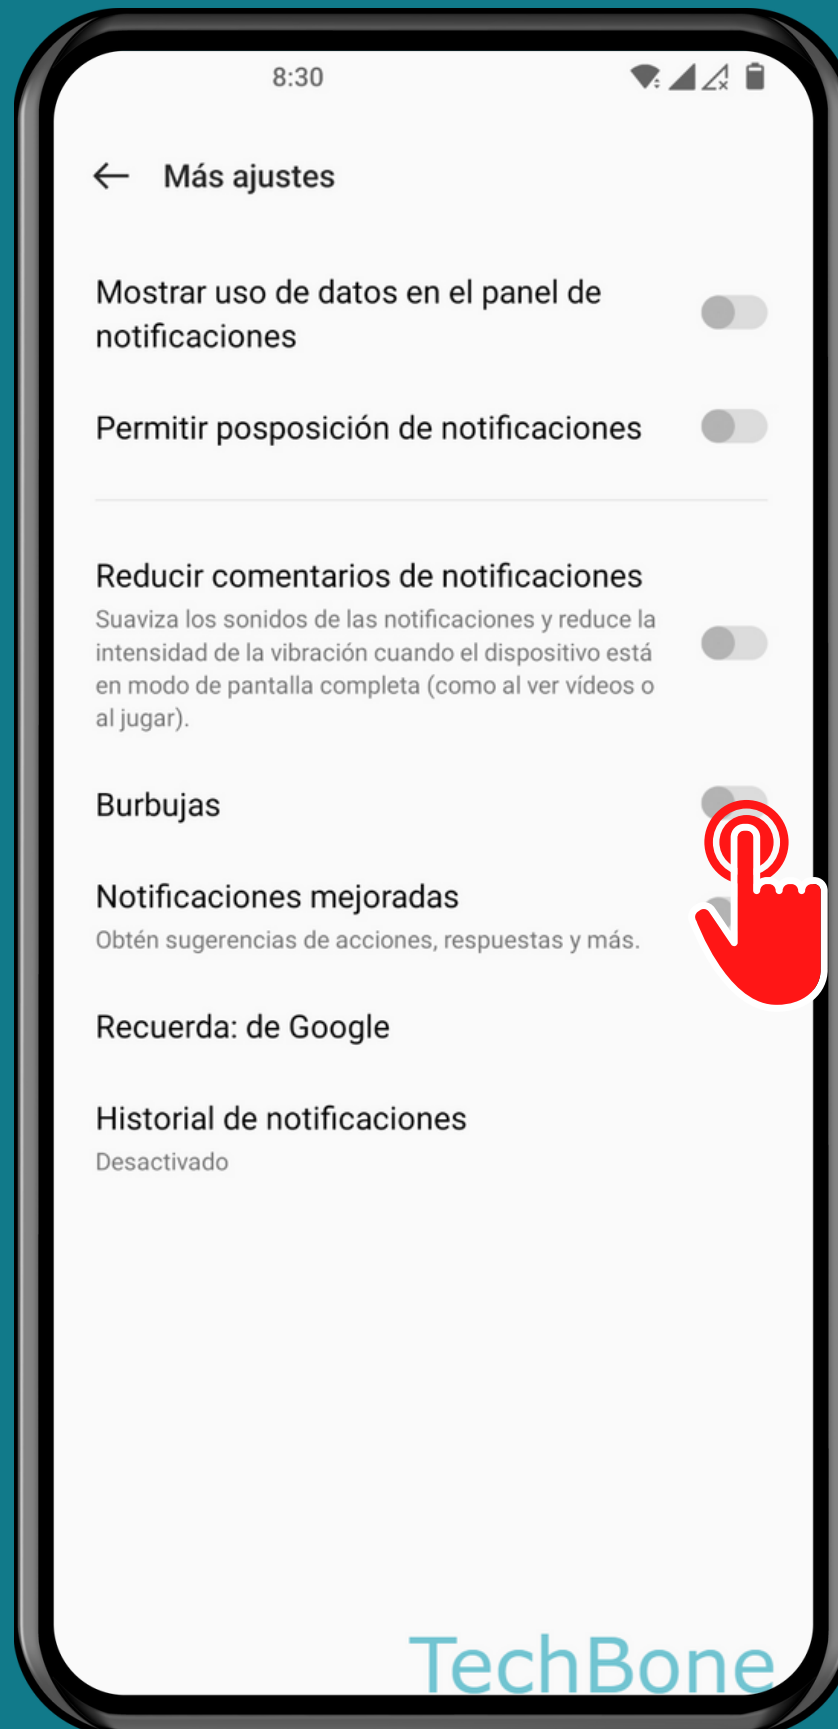 8:30
Más ajustes
Mostrar uso de datos en el panel de
notificaciones
Permitir posposición de notificaciones
Reducir comentarios de notificaciones
Suaviza los sonidos de las notificaciones y reduce la
intensidad de la vibración cuando el dispositivo está
en modo de pantalla completa (como al ver vídeos o
al jugar).
Burbujas
Notificaciones mejoradas
Obtén sugerencias de acciones, respuestas y más.
Recuerda: de Google
Historial de notificaciones
Desactivado
TechBone